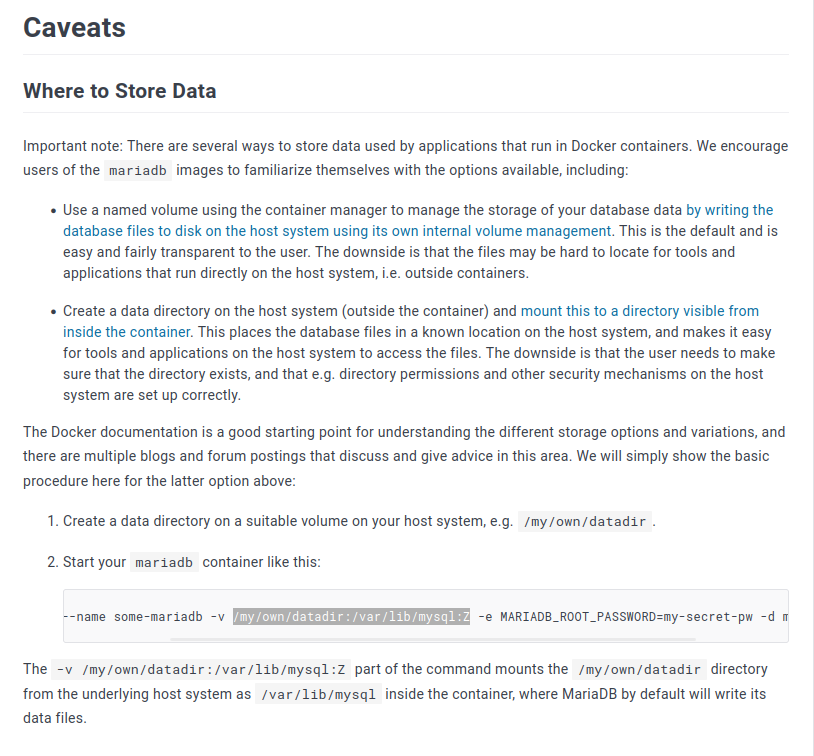 Caveats
Where to Store Data
Important note: There are several ways to store data used by applications that run in Docker containers. We encourage
users of the mariadb images to familiarize themselves with the options available, including:
• Use a named volume using the container manager to manage the storage of your database data by writing the
database files to disk on the host system using its own internal volume management. This is the default and is
easy and fairly transparent to the user. The downside is that the files may be hard to locate for tools and
applications that run directly on the host system, i.e. outside containers.
• Create a data directory on the host system (outside the container) and mount this to a directory visible from
inside the container. This places the database files in a known location on the host system, and makes it easy
for tools and applications on the host system to access the files. The downside is that the user needs to make
sure that the directory exists, and that e.g. directory permissions and other security mechanisms on the host
system are set up correctly.
The Docker documentation is a good starting point for understanding the different storage options and variations, and
there are multiple blogs and forum postings that discuss and give advice in this area. We will simply show the basic
procedure here for the latter option above:
1. Create a data directory on a suitable volume on your host system, e.g. /my/own/datadir.
2. Start your mariadb container like this:
--name some-mariadb -v /my/own/datadir:/var/lib/mysql:Z -e MARIADB_ROOT_PASSWORD=my-secret-pw -d
The -v /my/own/datadir:/var/lib/mysql:Z part of the command mounts the /my/own/datadir directory
from the underlying host system as /var/lib/mysql inside the container, where MariaDB by default will write its
data files.